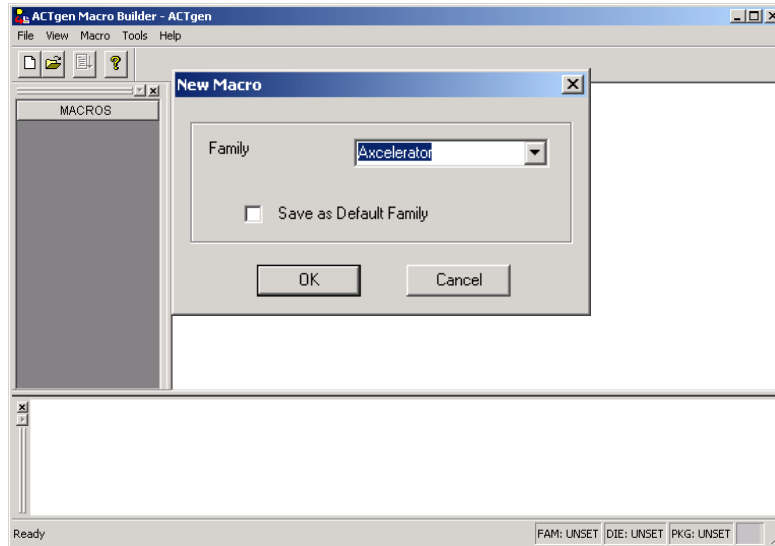 ACTgen Macro Builder - ACTgen
File View Macro Tools Help
New Macro
MACROS
Family
Axcelerator
Save as Default Family
OK Cancel
Ready FAM: UNSET DIE: UNSET PKG: UNSET